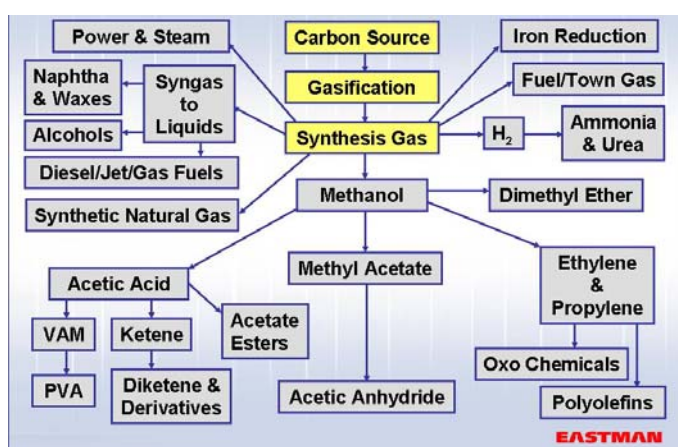 Power & Steam
Carbon Source
Iron Reduction
Naphtha
& Waxes
Syngas
to
Liquids
Gasification
Fuel/Town Gas
Alcohols
Synthesis Gas
H2
Ammonia
& Urea
Diesel/Jet/Gas Fuels
Synthetic Natural Gas
Methanol
Dimethyl Ether
Acetic Acid
Methyl Acetate
Ethylene
&
Propylene
VAM
Ketene
Acetate
Esters
PVA
Diketene &
Derivatives
Acetic Anhydride
Oxo Chemicals
Polyolefins
EASTMAN